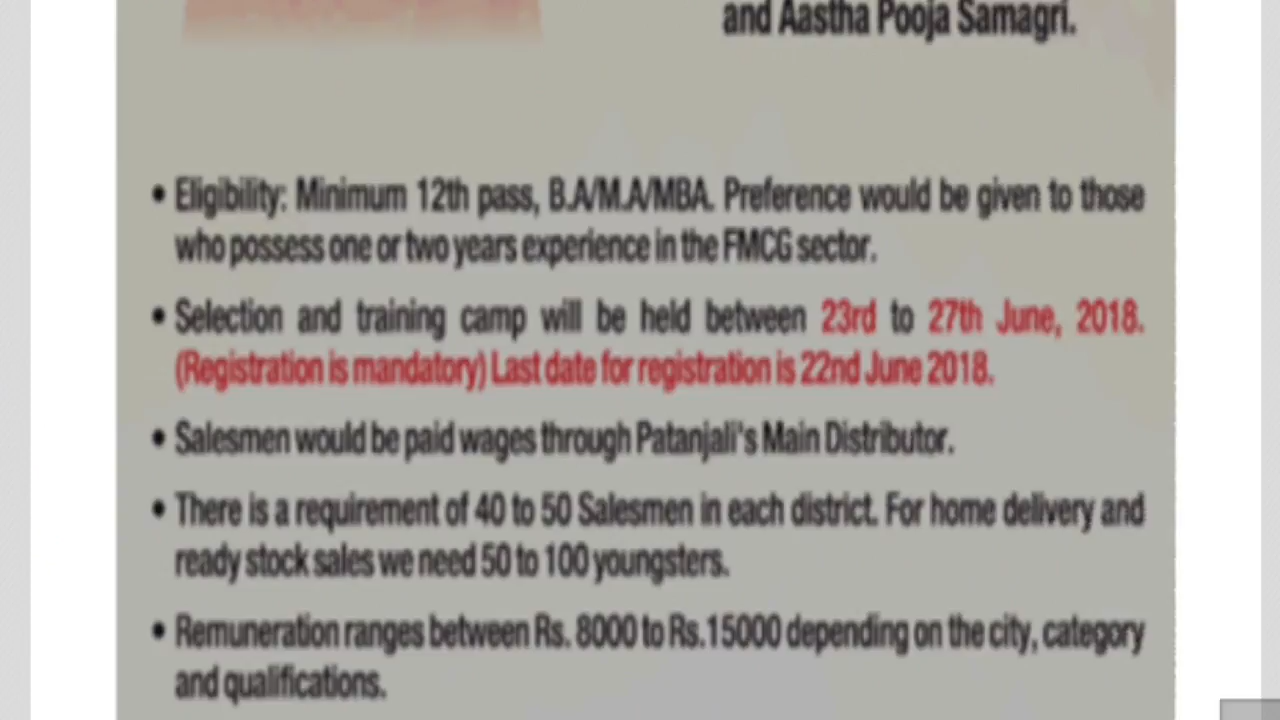 and Aastha Pooja Samagri.
• Eligibility: Minimum 12th pass, B.A/M.A/MBA. Preference would be given to those
who possess one or two years experience in the FMCG sector.
• Selection and training camp will be held between 23rd to 27th June, 2018.
(Registration is mandatory) Last date for registration is 22nd June 2018.
• Salesmen would be paid wages through Patanjali's Main Distributor.
• There is a requirement of 40 to 50 Salesmen in each district. For home delivery and
ready stock sales we need 50 to 100 youngsters.
• Remuneration ranges between Rs. 8000 to Rs.15000 depending on the city, category
and qualifications.